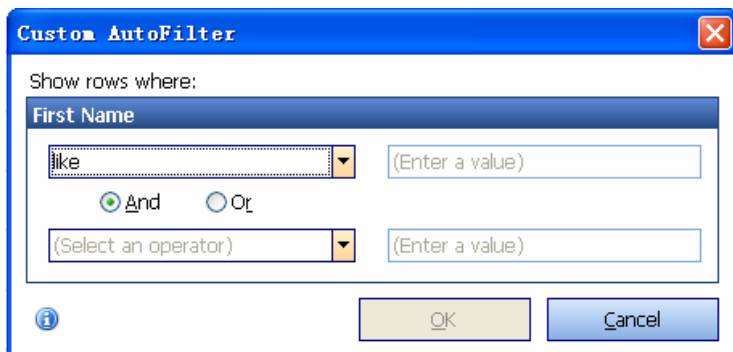 Custom AutoFilter
Show rows where:
First Name
like (Enter a value)
And Or
(Select an operator) (Enter a value)
OK Cancel